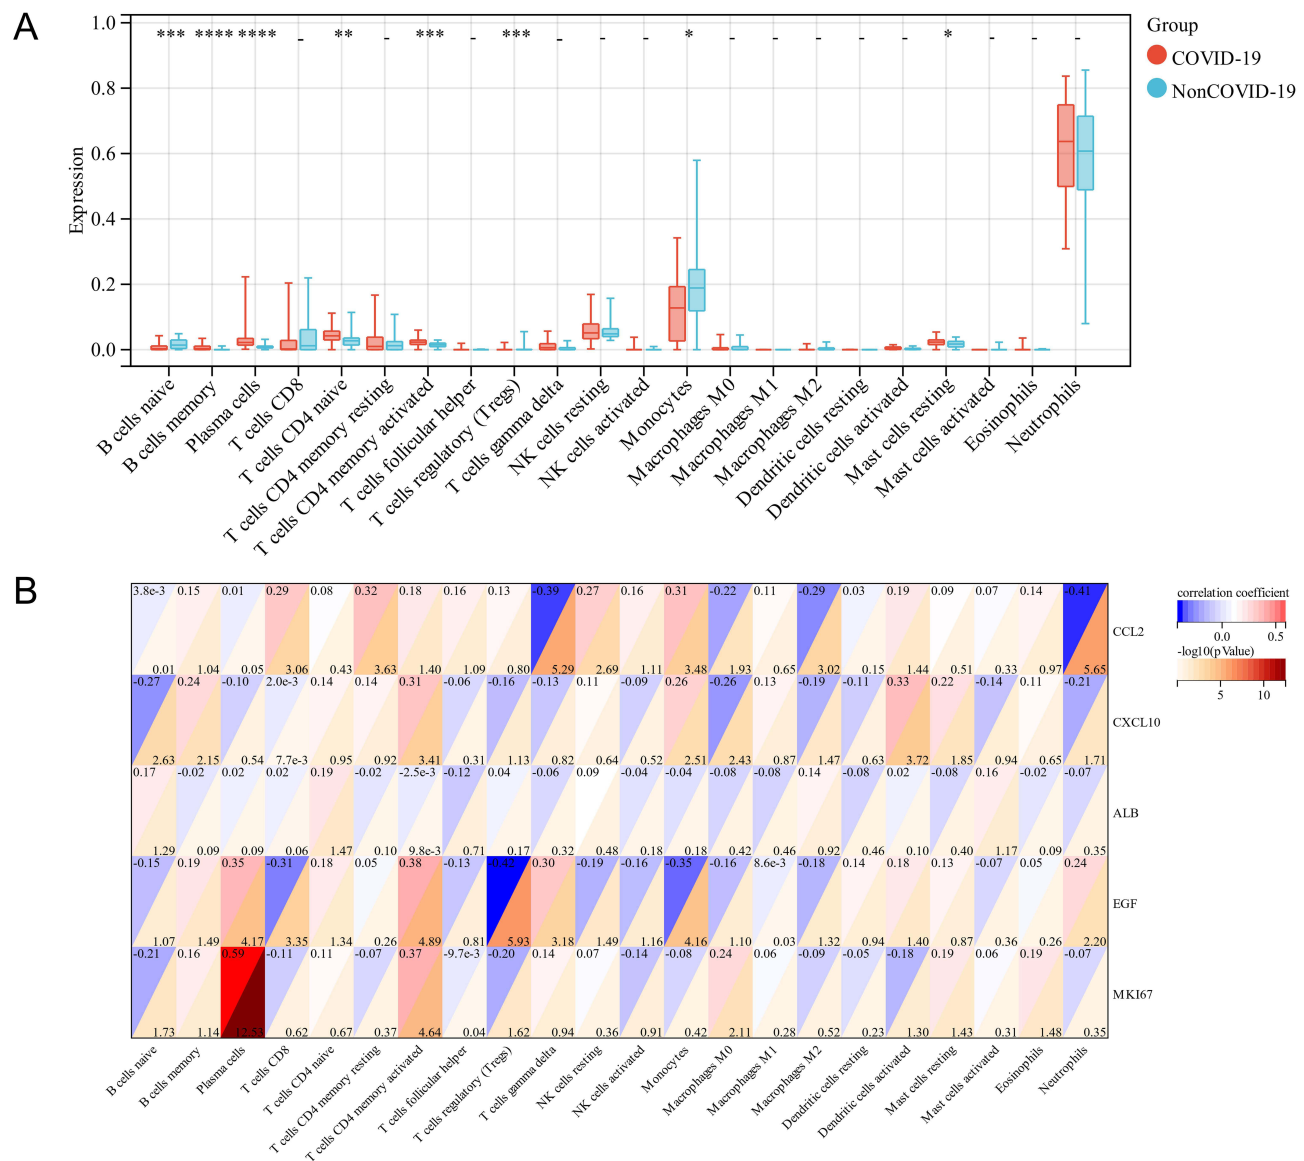 A
1.0
0.8
0.6
0.4
0.2
0.0
Expression
*** **** **** - ** - *** - *** - - - * - - - - - * - - -
Group
COVID-19
NonCOVID-19
B cells naive
B cells memory
Plasma cells
T cells CD8
T cells CD4 naive
T cells CD4 memory resting
T cells CD4 memory activated
T cells follicular helper
T cells regulatory (Tregs)
T cells gamma delta
NK cells resting
NK cells activated
Monocytes
Macrophages M0
Macrophages M1
Macrophages M2
Dendritic cells resting
Dendritic cells activated
Mast cells resting
Mast cells activated
Eosinophils
Neutrophils
B
3.8e-3 0.15 0.01 0.29 0.08 0.32 0.18 0.16 0.13 -0.39 0.27 0.16 0.31 -0.22 0.11 -0.29 0.03 0.19 0.09 0.07 0.14 -0.41
CCL2
0.01 1.04 0.05 3.06 0.43 3.63 1.40 1.09 0.80 5.29 2.69 1.11 3.48 1.93 0.65 3.02 0.15 1.44 0.51 0.33 0.97 5.65
-0.27 0.24 -0.10 2.0e-3 0.14 0.14 0.31 -0.06 -0.16 -0.13 0.11 -0.09 0.26 -0.26 0.13 -0.19 -0.11 0.33 0.22 -0.14 0.11 -0.21
CXCL10
2.63 2.15 0.54 7.7e-3 0.95 0.92 3.41 0.31 1.13 0.82 0.64 0.52 2.51 2.43 0.87 1.47 0.63 3.72 1.85 0.94 0.65 1.71
0.17 -0.02 0.02 0.02 0.19 -0.02 -2.5e-3 -0.12 0.04 -0.06 0.09 -0.04 -0.04 -0.08 -0.08 0.14 -0.08 0.02 -0.08 0.16 -0.02 -0.07
ALB
1.29 0.09 0.09 0.06 1.47 0.10 9.8e-3 0.71 0.17 0.32 0.48 0.18 0.18 0.42 0.46 0.92 0.46 0.10 0.40 1.17 0.09 0.35
-0.15 0.19 0.35 -0.31 0.18 0.05 0.38 -0.13 -0.42 0.30 -0.19 -0.16 -0.35 -0.16 8.6e-3 -0.18 0.14 0.18 0.13 -0.07 0.05 0.24
EGF
1.07 1.49 4.17 3.35 1.34 0.26 4.89 0.81 5.93 3.18 1.49 1.16 4.16 1.10 0.03 1.32 0.94 1.40 0.87 0.36 0.26 2.20
-0.21 0.16 0.59 -0.11 0.11 -0.07 0.37 -9.7e-3 -0.20 0.14 0.07 -0.14 -0.08 0.24 0.06 -0.09 -0.05 -0.18 0.19 0.06 0.19 -0.07
MKI67
1.73 1.14 12.53 0.62 0.67 0.37 4.64 0.04 1.62 0.94 0.36 0.91 0.42 2.11 0.28 0.52 0.23 1.30 1.43 0.31 1.48 0.35
B cells naive
B cells memory
Plasma cells
T cells CD8
T cells CD4 naive
T cells CD4 memory resting
T cells CD4 memory activated
T cells follicular helper
T cells regulatory (Tregs)
T cells gamma delta
NK cells resting
NK cells activated
Monocytes
Macrophages M0
Macrophages M1
Macrophages M2
Dendritic cells resting
Dendritic cells activated
Mast cells resting
Mast cells activated
Eosinophils
Neutrophils
correlation coefficient
0.0 0.5
-log10(pValue)
5 10